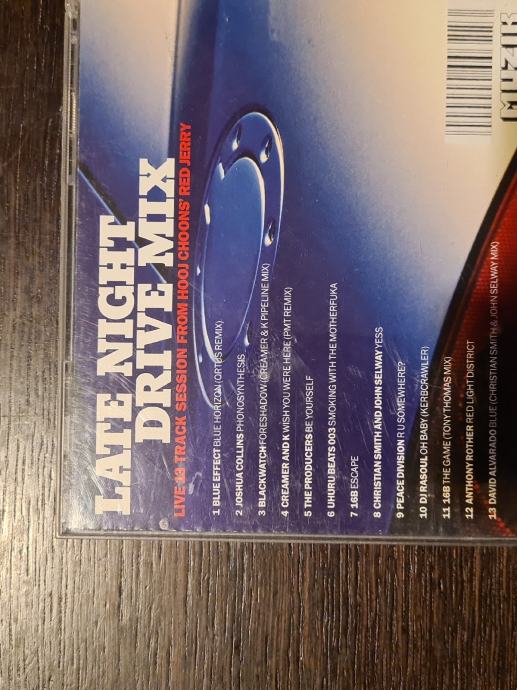 LATE NIGHT
DRIVE MIX
LIVE 13 TRACK SESSION FROM HOOJ CHOONS' RED JERRY
1 BLUE EFFECT BLUE HORIZON (ORTUS REMIX)
2 JOSHUA COLLINS PHONOSYNTHESIS
3 BLACKWATCH FORESHADOW (CREAMER & K PIPELINE MIX)
4 CREAMER AND K WISH YOU WERE HERE (PMT REMIX)
5 THE PRODUCERS BE YOURSELF
6 UHURU BEATS 003 SMOKING WITH THE MOTHERFUKA
7 16B ESCAPE
8 CHRISTIAN SMITH AND JOHN SELWAY YESS
9 PEACE DIVISION R U SOMEWHERE?
10 DJ RASOUL OH BABY (KERBCRAWLER)
11 16B THE GAME (TONY THOMAS MIX)
12 ANTHONY ROTHER RED LIGHT DISTRICT
13 DAVID ALVARADO BLUE (CHRISTIAN SMITH & JOHN SELWAY MIX)
MUZIK